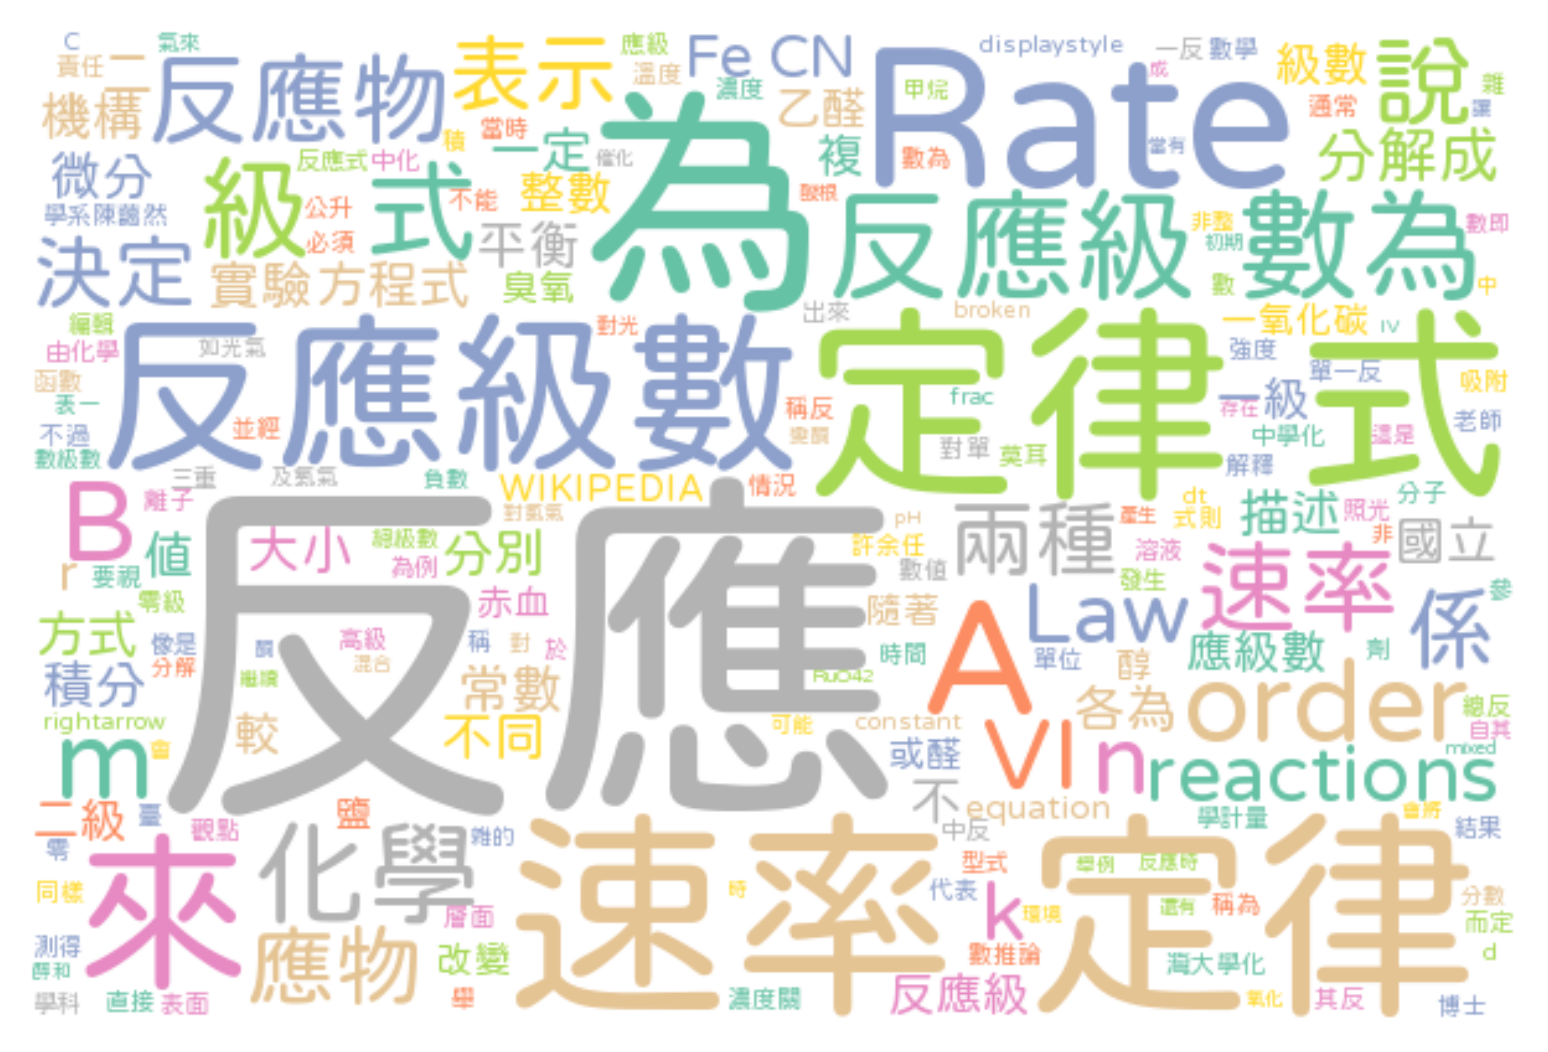 C
氣來
責任
二
反應物
表示
應級
溫度
Fe CN
displaystyle
一反
數學
級數
說
雜
機構
當時
積
濃度
乙醛
Rate
甲烷
成
當有
通常
讓
分解成
微分
級
反應式
中化
式
不能
一定
催化
整數
為
複
數為
酸根
學系陳藹然
公升
必須
平衡
反應級
非整
初期
數
數為
數即
中
決定
實驗
方程式
臭氧
出來
broken
一氧化碳
IV
編輯
由化學
函數
表一
不過
數級數
如光氣
並經
反應級數
對光
稱反
定律
式
frac
對單
莫耳
強度
一級
單一反
存在
中學化
解釋
這是
吸附
老師
三重
及氫氣
負數
WIKIPEDIA
對氫氣
情況
B
離子
r
要視
值
零級
大小
超級數
為例
分別
反應
pH
許余任
數值
兩種
產生
溶液
發生
dt
式則
描述
照光
非
分子
國立
速率
方式
像是
分解
積分
酮
高級
混合
繼續
赤血
稱
對
於
常數
隨著
時間
RuO42
A
Law
單位
醇
應級數
劑
係
參
rightarrow
m
會
較
不同
可能
constant
或醛
VI
各為
n
order
總反
自其
mixed
reactions
二級
臺
零
觀點
鹽
不
equation
中反
學計量
會將
結果
同樣
來
化學
雜的
層面
速率
時
型式
代表
k
環境
舉例
反應時
還有
稱為
定律
分數
而定
d
測得
醇和
學科
直接
表面
應物
改變
舉
濃度關
數推論
反應級
灣大學化
氧化
其反
博士